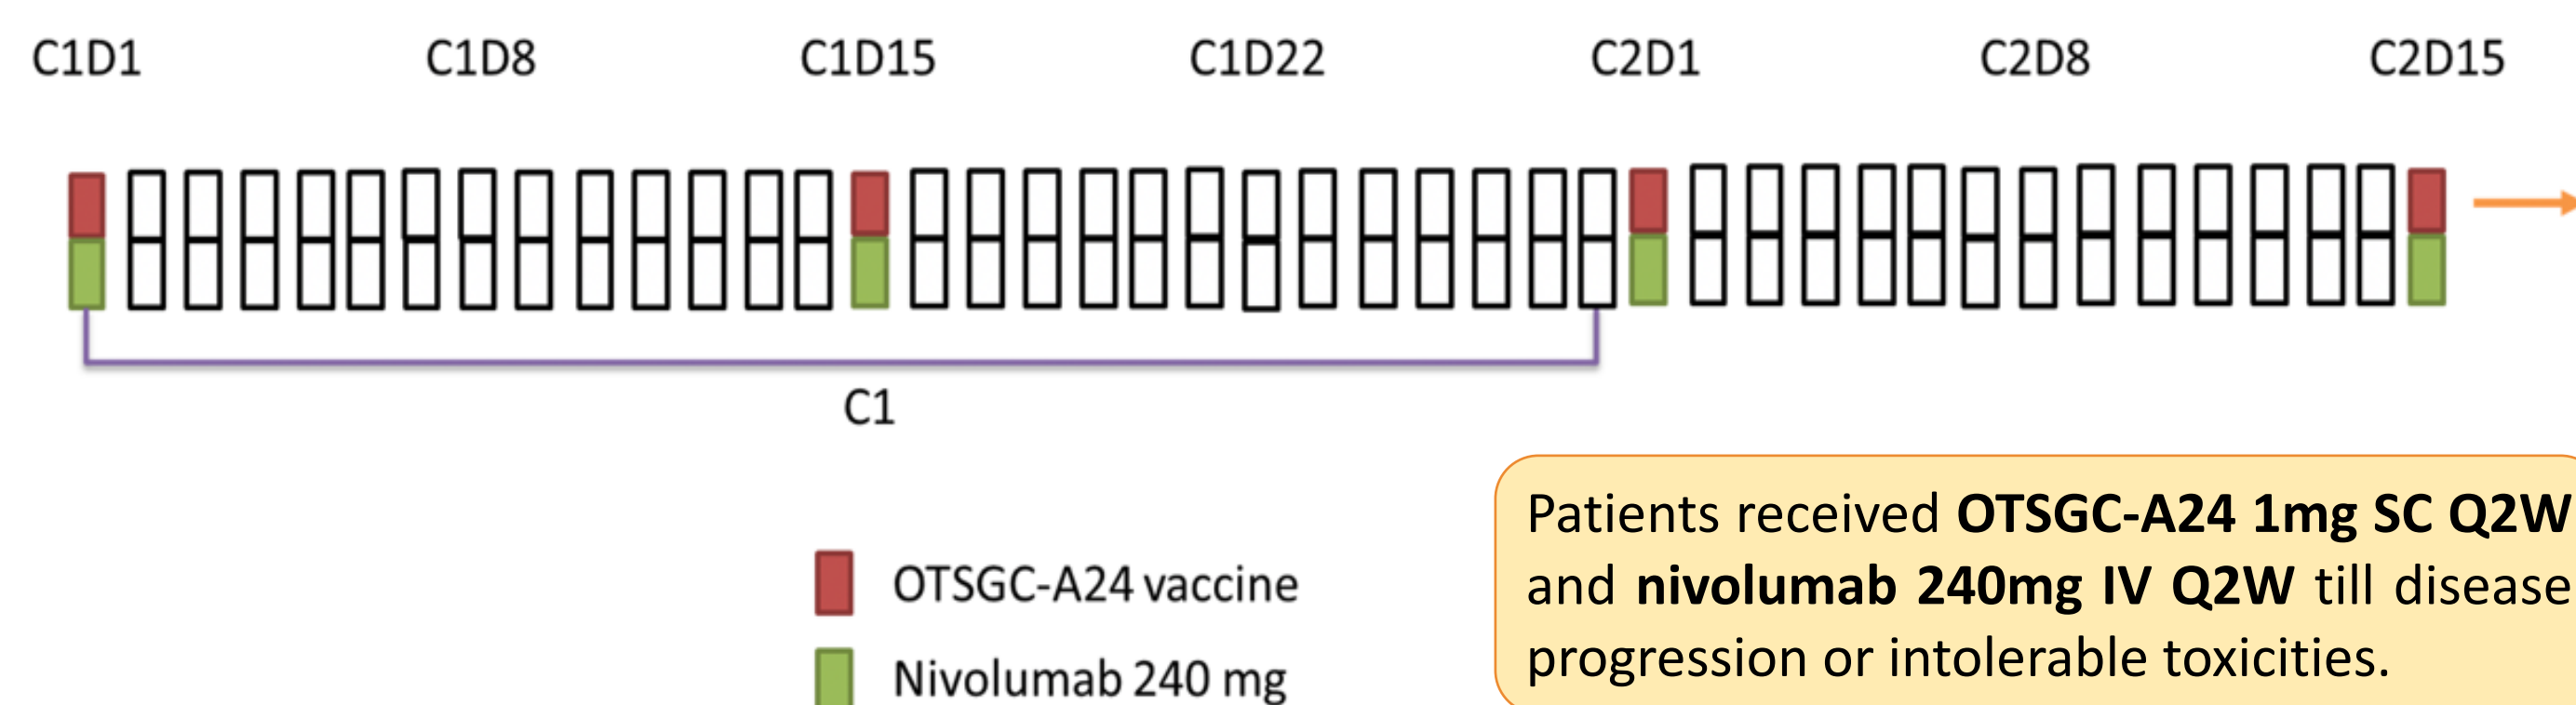 C1D1 C1D8 C1D15 C1D22 C2D1 C2D8 C2D15
C1
OTSGC-A24 vaccine
Nivolumab 240 mg
Patients received OTSGC-A24 1mg SC Q2W
and nivolumab 240mg IV Q2W till disease
progression or intolerable toxicities.